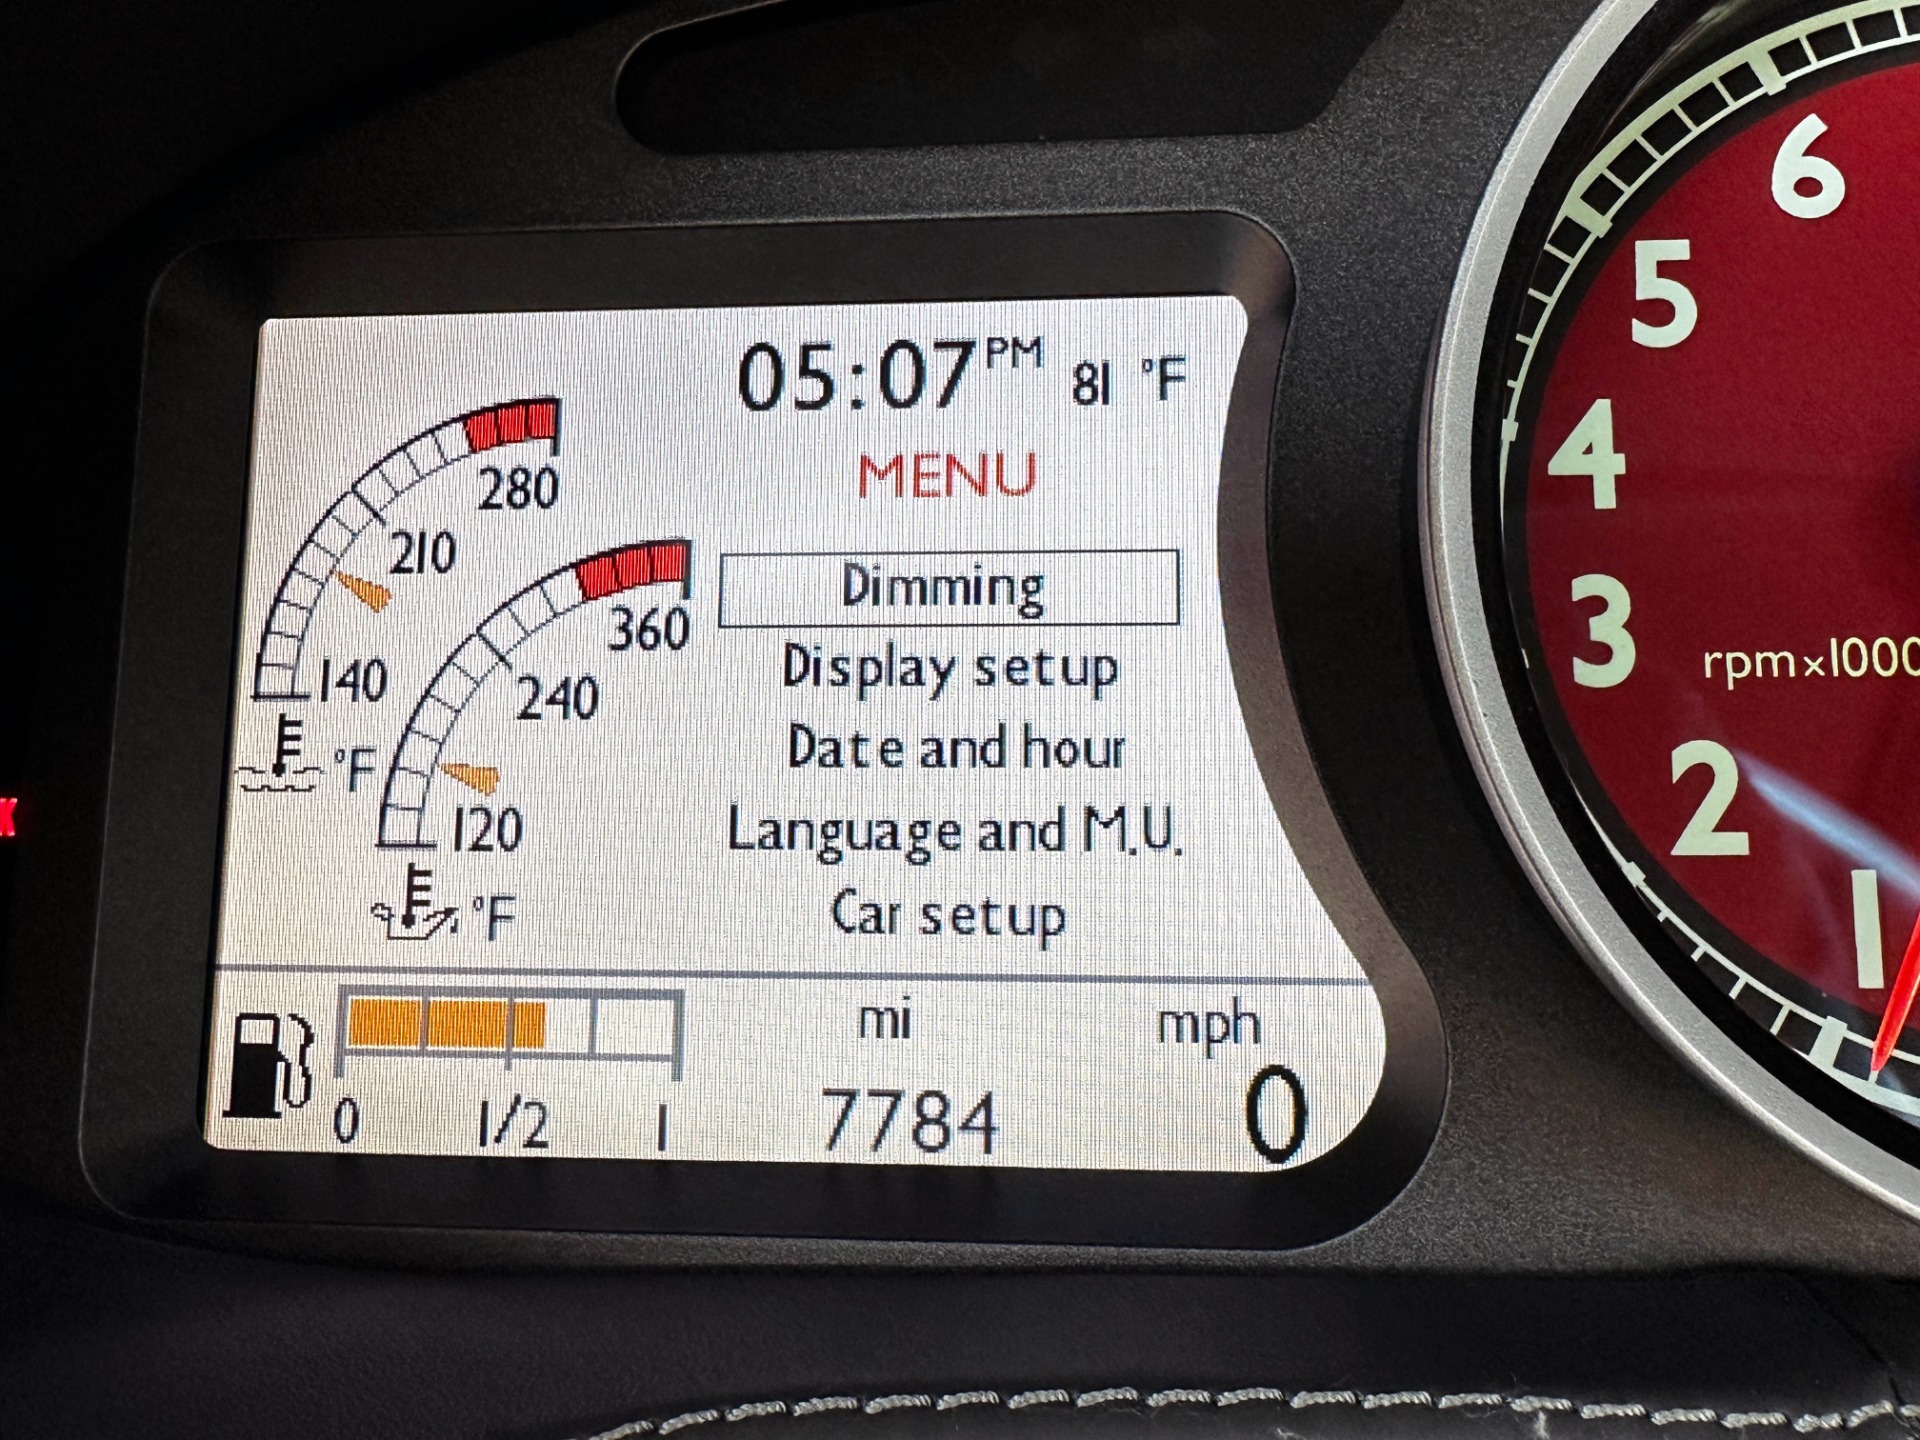 05:07 PM 81 °F
MENU
280
210
140
°F
360
240
120
°F
Dimming
Display setup
Date and hour
Language and M.U.
Car setup
0 1/2 1
mi
7784
mph
0
6
5
4
3
2
1
rpm x1000